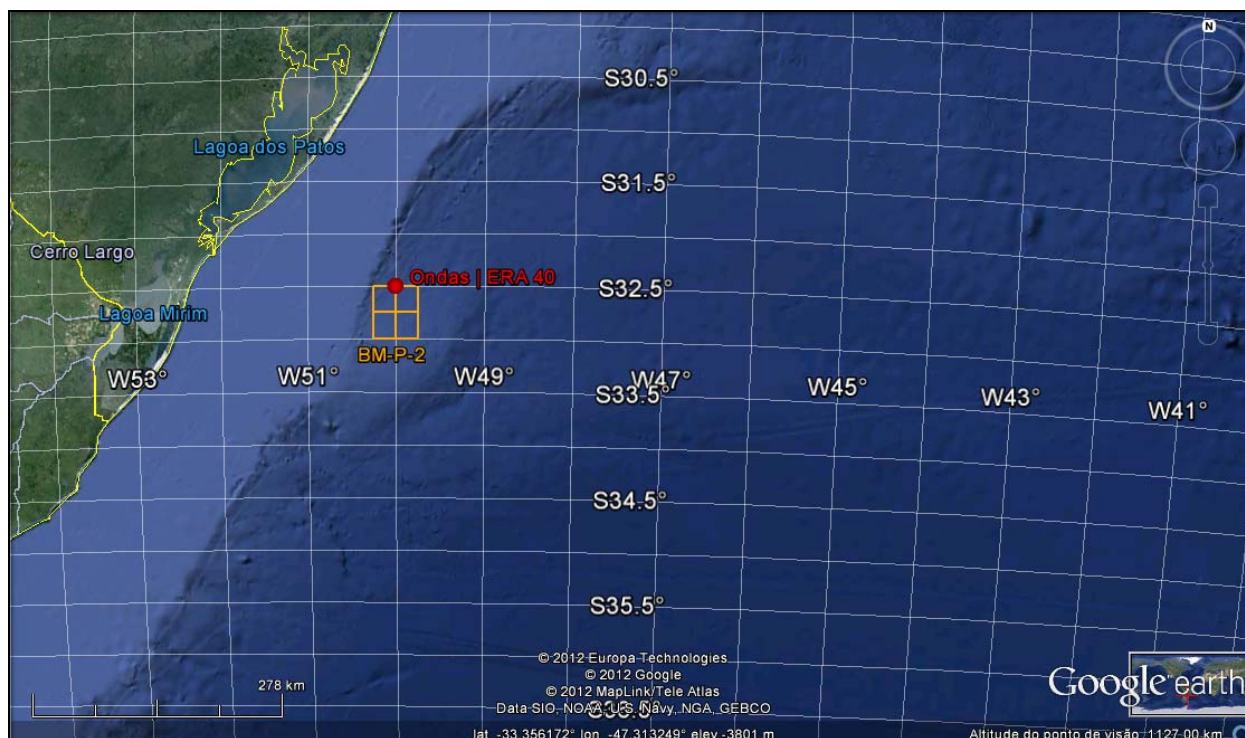 N
S30.5°
Lagoa dos Patos
S31.5°
Cerro Largo
Ondas | ERA 40
S32.5°
Lagoa Mirim
BM-P-2
W53°
W51°
W49°
W47°
W45°
W43°
W41°
S33.5°
S34.5°
S35.5°
© 2012 Europa Technologies
© 2012 Google
© 2012 MapLink/Tele Atlas
Data SIO, NOAA, U.S. Navy, NGA, GEBCO
278 km
Google earth
lat -33.356172° lon -47.313249° elev -3801 m
Altitude do ponto de visão 1127.00 km